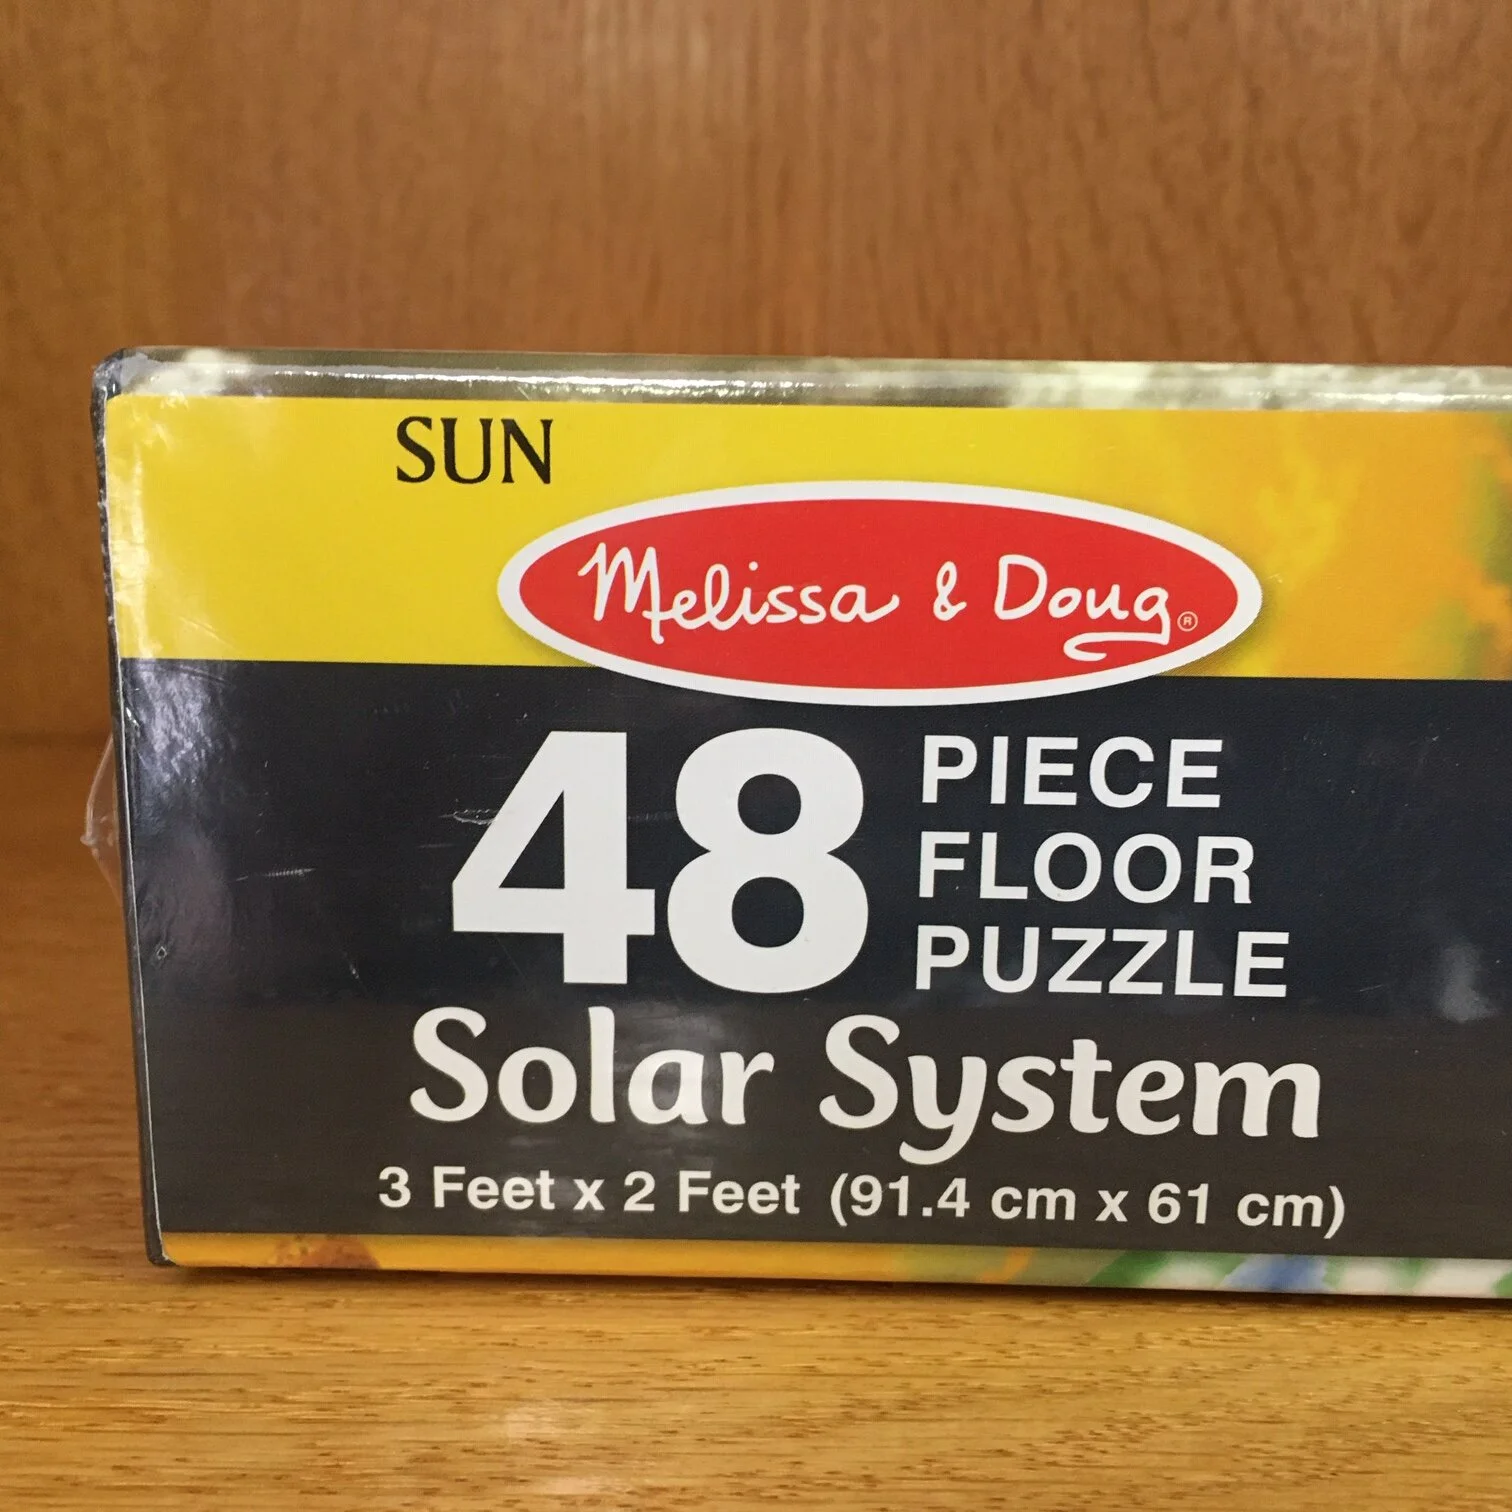 SUN
Melissa & Doug®
48 PIECE
FLOOR
PUZZLE
Solar System
3 Feet x 2 Feet (91.4 cm x 61 cm)